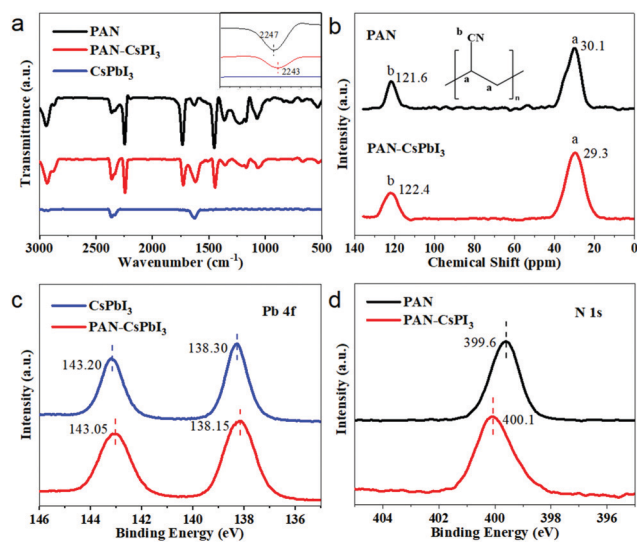 a
PAN
PAN-CsPI₃
CsPbI₃
2247
2243
Transmittance (a.u.)
3000 2500 2000 1500 1000 500
Wavenumber (cm⁻¹)
b
PAN
b CN
a
a
n
b
121.6
a
30.1
PAN-CsPbI₃
b
122.4
a
29.3
Intensity (a.u.)
140 120 100 80 60 40 20 0
Chemical Shift (ppm)
c
CsPbI₃
PAN-CsPbI₃
Pb 4f
143.20
138.30
143.05
138.15
Intensity (a.u.)
146 144 142 140 138 136
Binding Energy (eV)
d
PAN
PAN-CsPI₃
N 1s
399.6
400.1
Intensity (a.u.)
404 402 400 398 396
Binding Energy (eV)